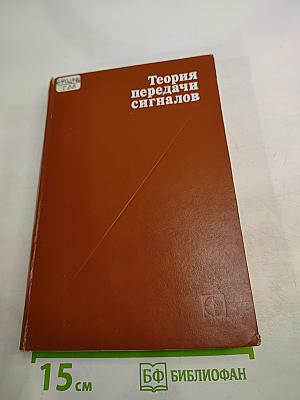 Теория
передачи
сигналов
15 см
БФ БИБЛИОФАН